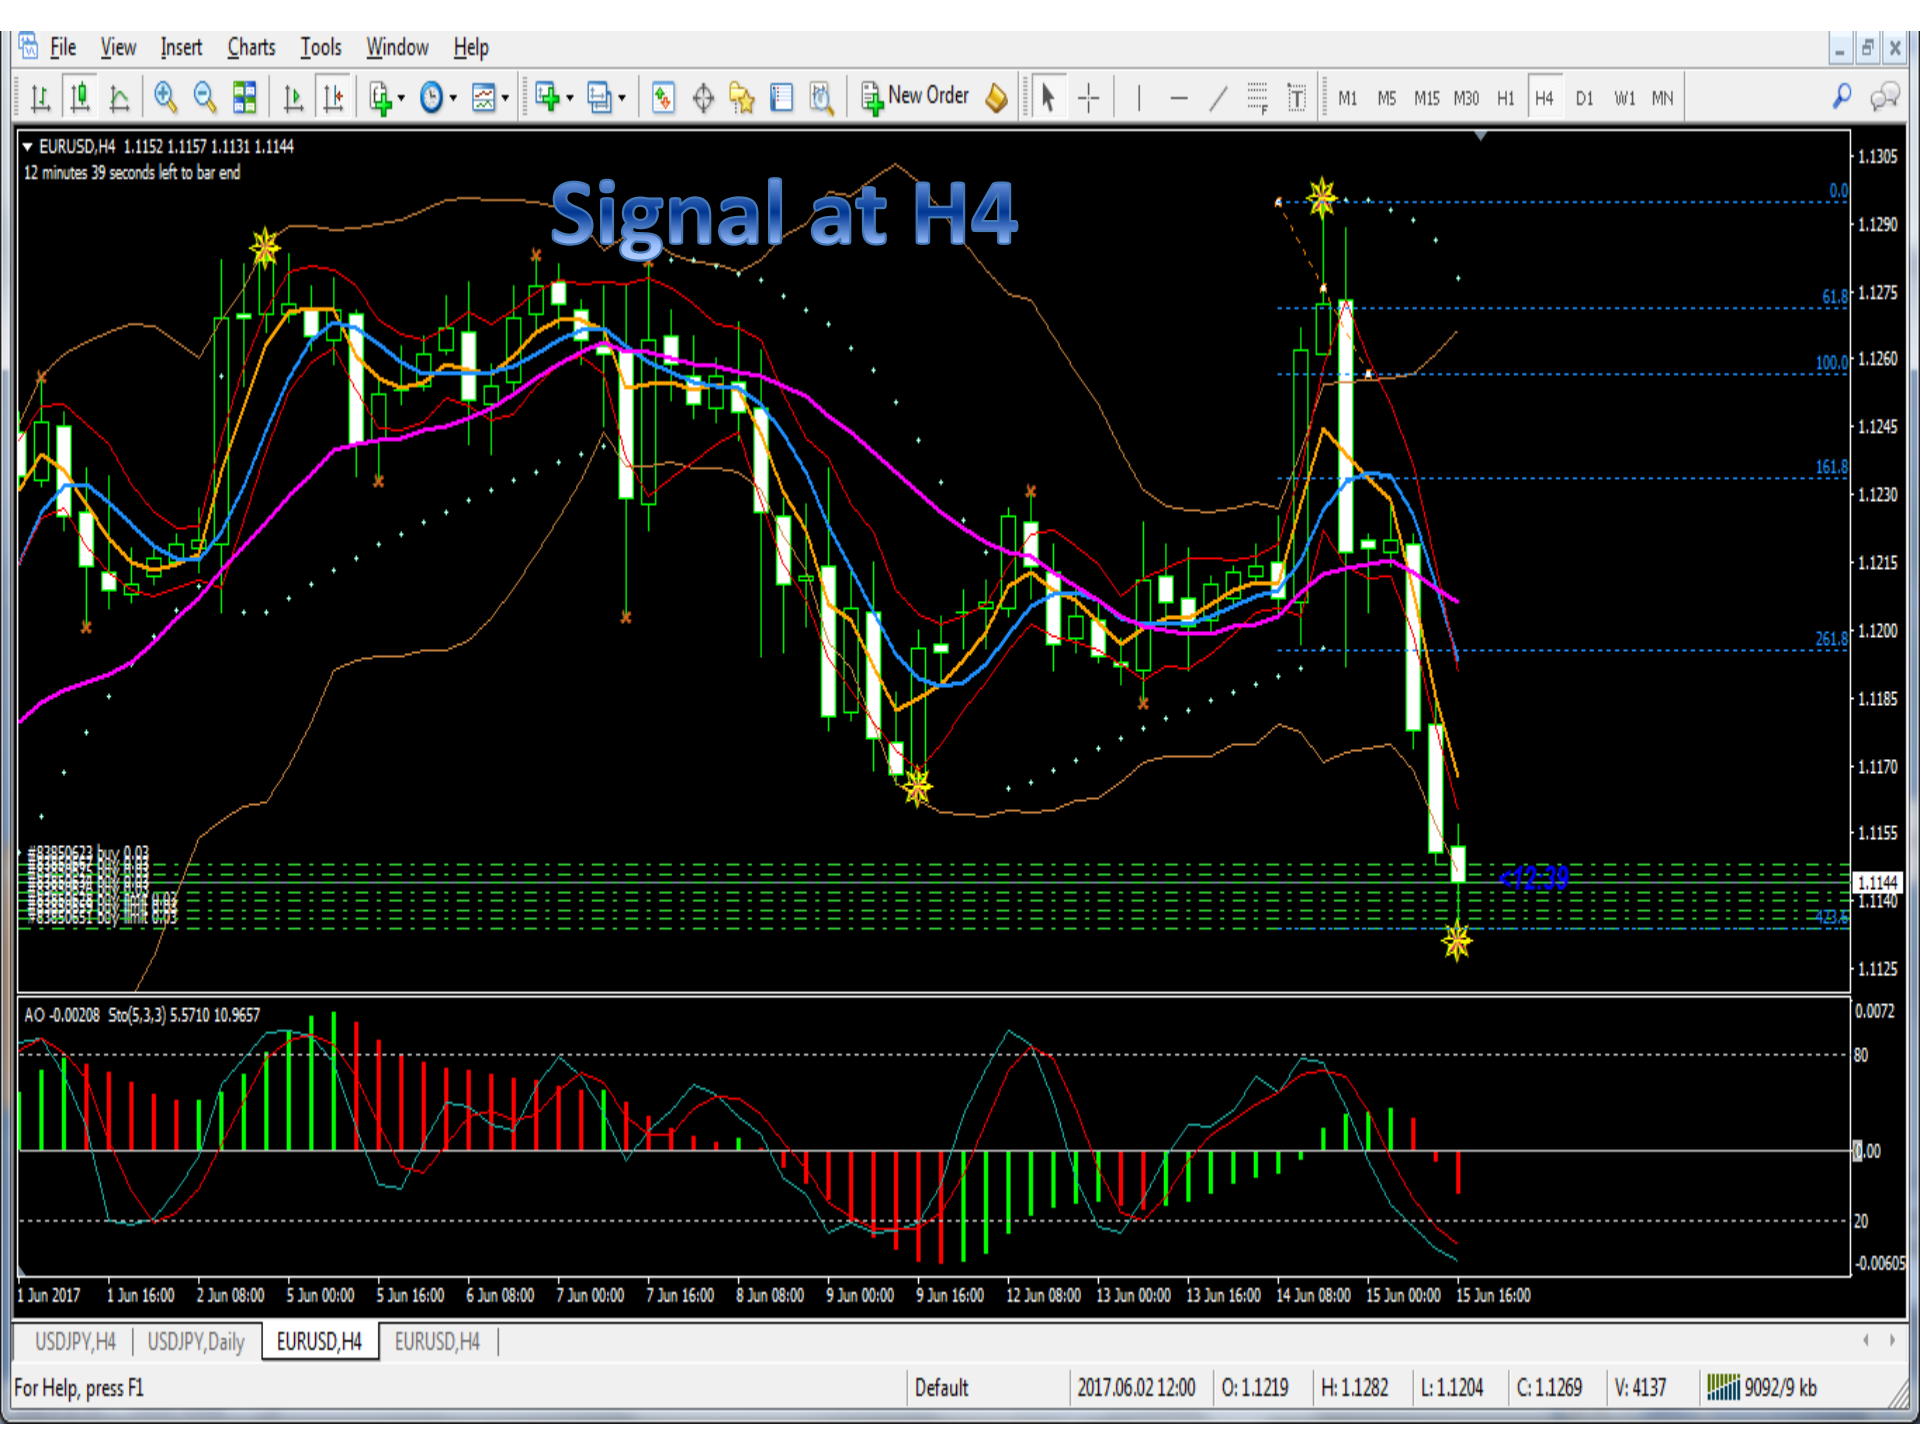 File View Insert Charts Tools Window Help
New Order M1 M5 M15 M30 H1 H4 D1 W1 MN
EURUSD,H4 1.1152 1.1157 1.1131 1.1144
12 minutes 39 seconds left to bar end
Signal at H4
1.1305
0.0
1.1290
61.8
1.1275
1.1260
100.0
1.1245
161.8
1.1230
1.1215
1.1200
261.8
1.1185
1.1170
1.1155
#83850623 buy 0.03
<12:39
1.1144
1.1140
#83850651 buy limit 0.03
423.6
1.1125
AO -0.00208 Sto(5,3,3) 5.5710 10.9657
0.0072
80
0.00
20
-0.00605
1 Jun 2017 1 Jun 16:00 2 Jun 08:00 5 Jun 00:00 5 Jun 16:00 6 Jun 08:00 7 Jun 00:00 7 Jun 16:00 8 Jun 08:00 9 Jun 00:00 9 Jun 16:00 12 Jun 08:00 13 Jun 00:00 13 Jun 16:00 14 Jun 08:00 15 Jun 00:00 15 Jun 16:00
USDJPY,H4 USDJPY,Daily EURUSD,H4 EURUSD,H4
For Help, press F1 Default 2017.06.02 12:00 O: 1.1219 H: 1.1282 L: 1.1204 C: 1.1269 V: 4137 9092/9 kb